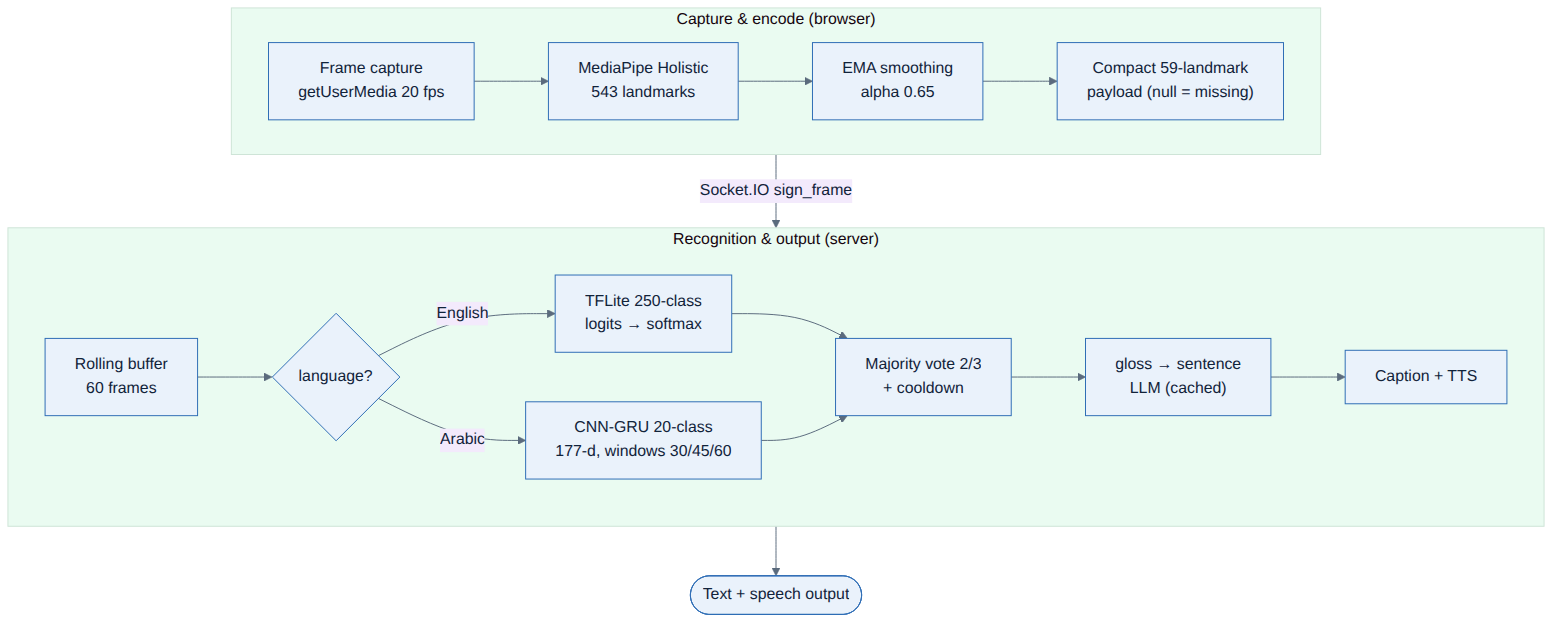 Capture & encode (browser)
Frame capture
getUserMedia 20 fps
MediaPipe Holistic
543 landmarks
EMA smoothing
alpha 0.65
Compact 59-landmark
payload (null = missing)
Socket.IO sign_frame
Recognition & output (server)
Rolling buffer
60 frames
language?
English
TFLite 250-class
logits → softmax
Arabic
CNN-GRU 20-class
177-d, windows 30/45/60
Majority vote 2/3
+ cooldown
gloss → sentence
LLM (cached)
Caption + TTS
Text + speech output